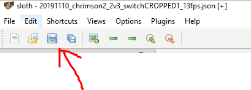 sloth - 20191110_chrimson2_2v3_switchCROPPED1_13fps.json [+]
File Edit Shortcuts Views Options Plugins Help